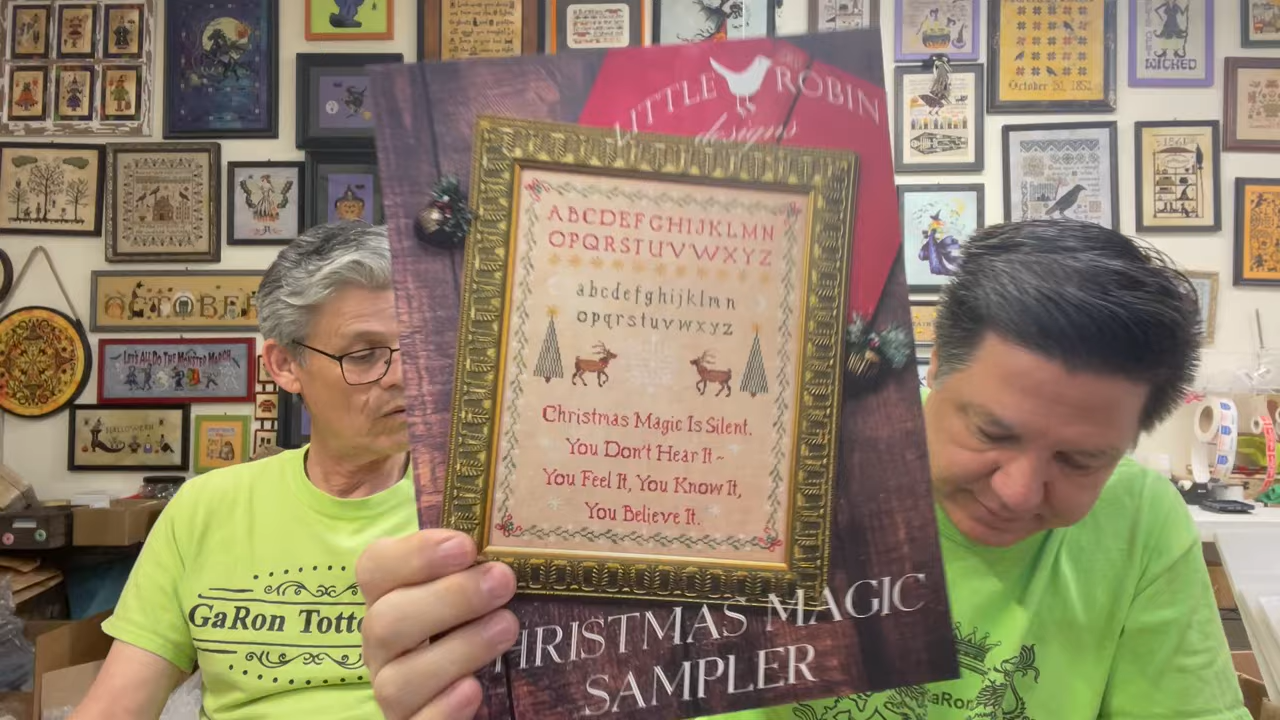 LITTLE ROBIN
designs
ABCDEFGHIJKLMN
OPQRSTUVWXYZ
abcdefghijklmn
opqrstuvwxyz
Christmas Magic Is Silent.
You Don't Hear It~
You Feel It, You Know It,
You Believe It.
HRISTMAS MAGIC
SAMPLER
October 31, 1852
WICKED
OCTOBER
LET'S ALL DO THE MONSTER MARCH
HALLOWEEN
GaRon Totte
GaRon